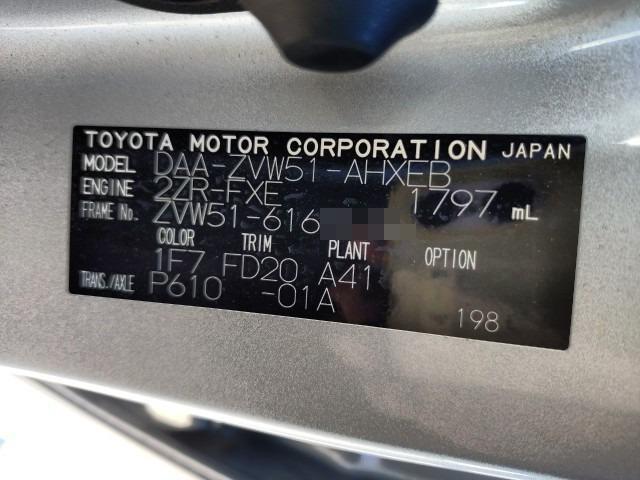 TOYOTA MOTOR CORPORATION JAPAN
MODEL DAA-ZVW51-AHXEB
ENGINE 2ZR-FXE 1797 mL
FRAME No. ZVW51-616
COLOR TRIM PLANT OPTION
1F7 FD20 A41
TRANS./AXLE P610 -01A
198